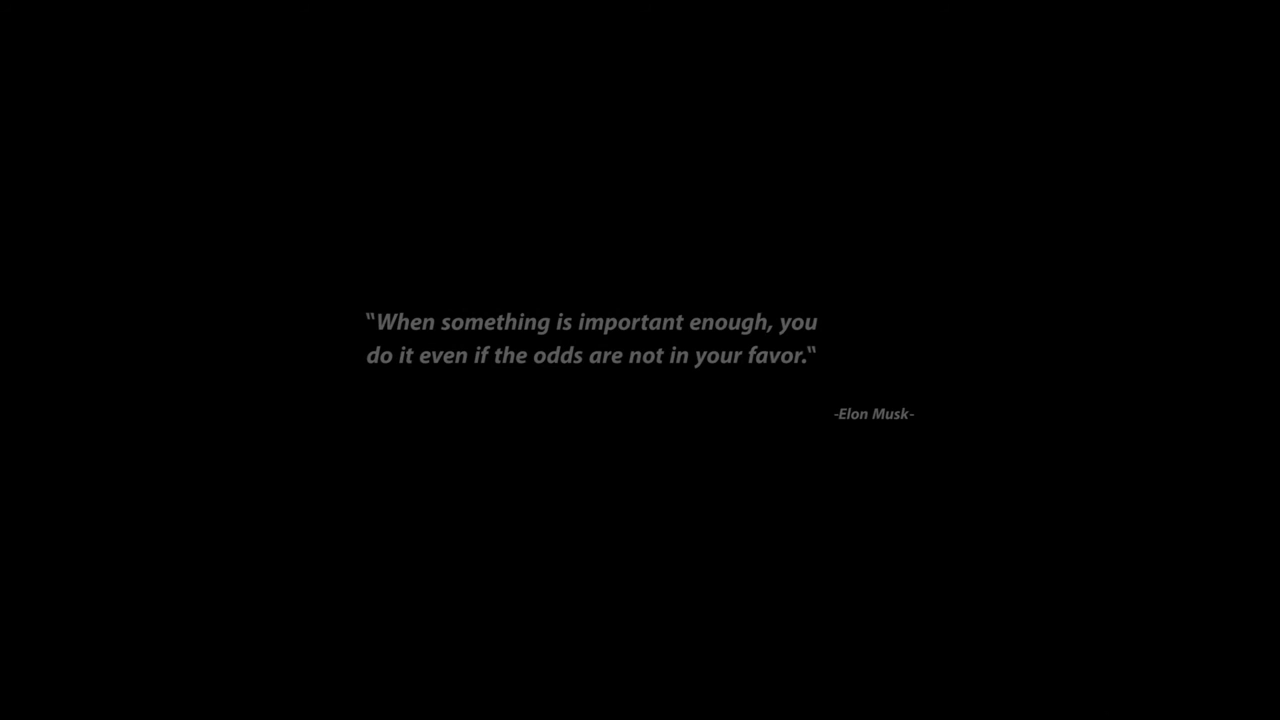 "When something is important enough, you
do it even if the odds are not in your favor."
-Elon Musk-